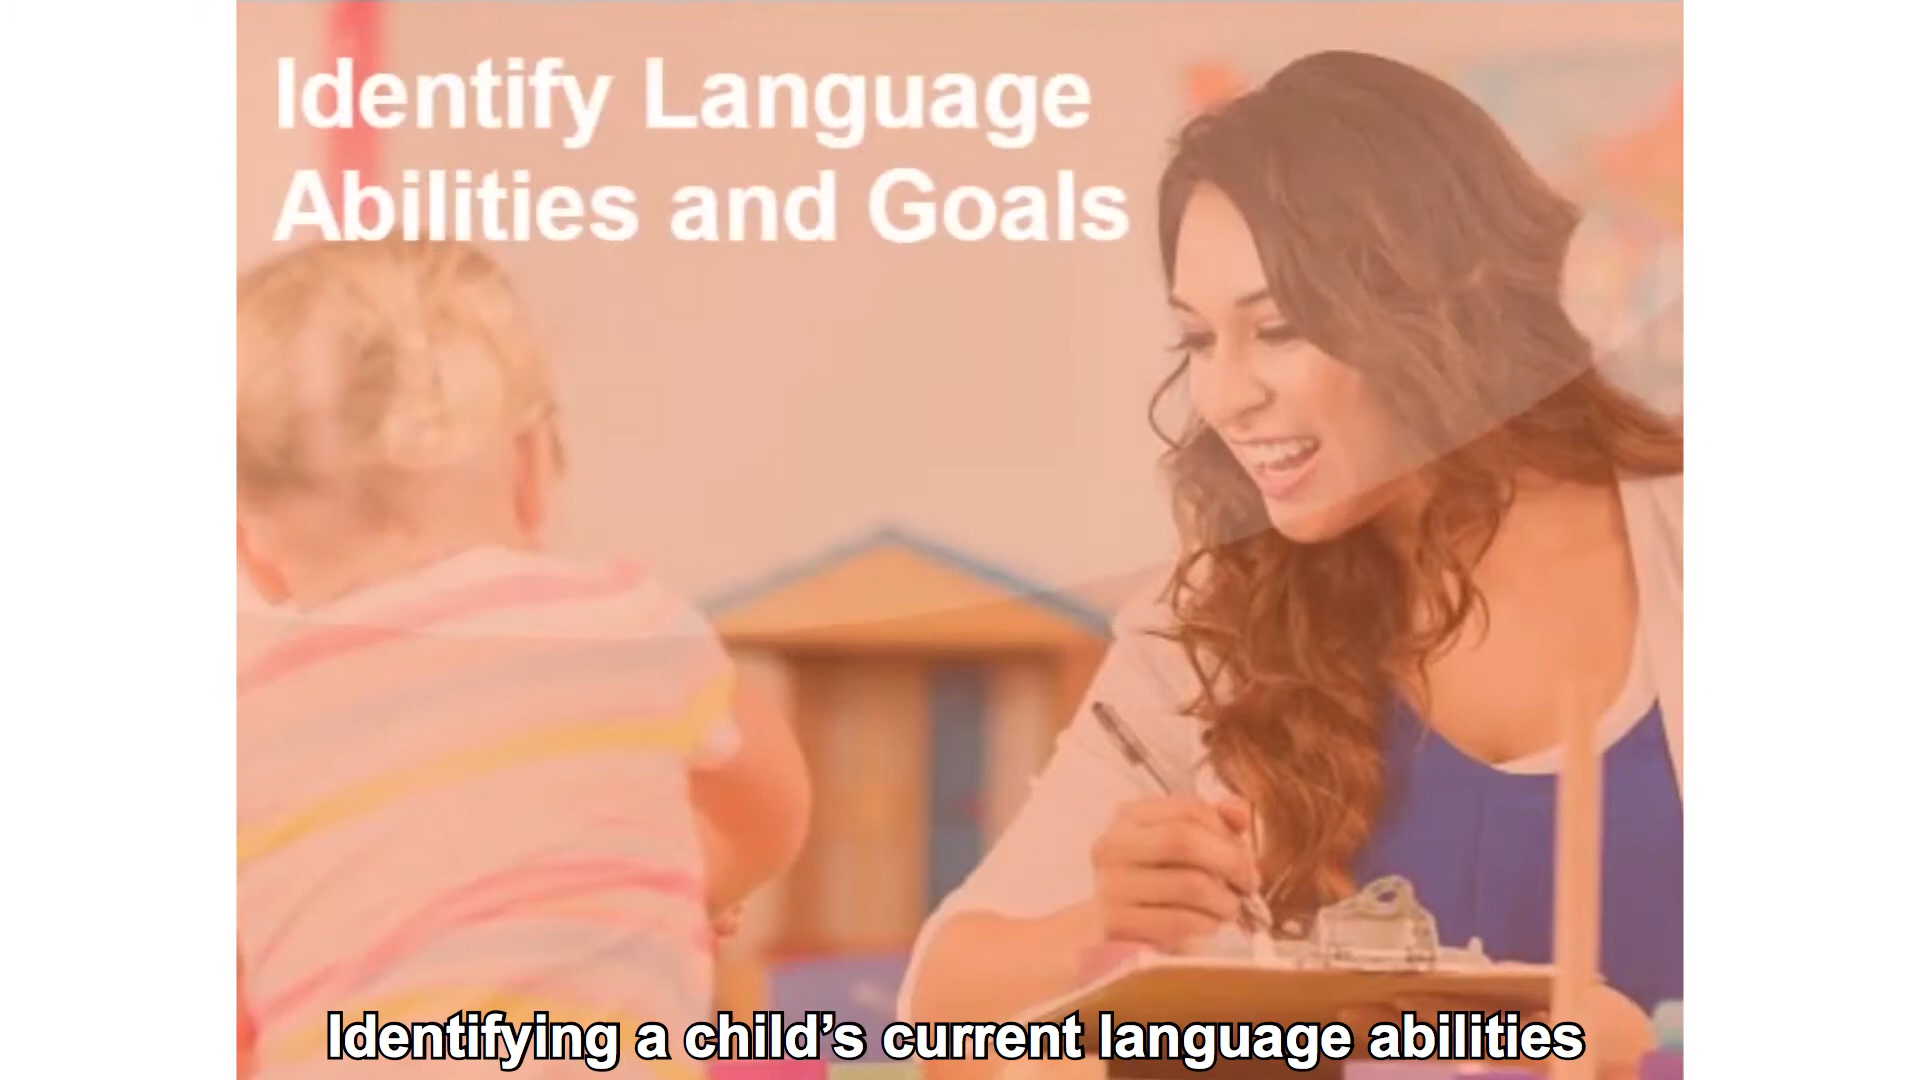 Identify Language
Abilities and Goals
Identifying a child’s current language abilities